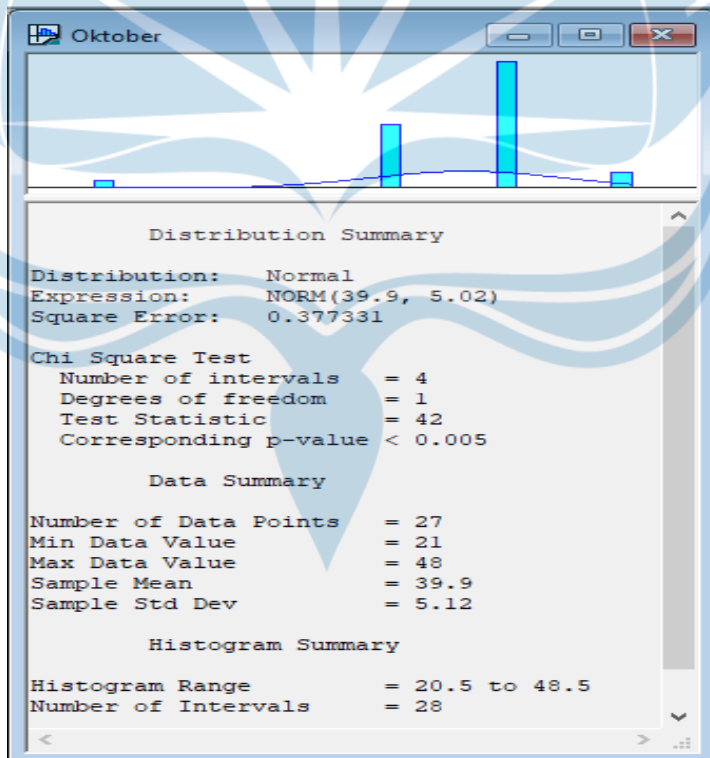 Oktober
Distribution Summary
Distribution: Normal
Expression: NORM(39.9, 5.02)
Square Error: 0.377331
Chi Square Test
Number of intervals = 4
Degrees of freedom = 1
Test Statistic = 42
Corresponding p-value < 0.005
Data Summary
Number of Data Points = 27
Min Data Value = 21
Max Data Value = 48
Sample Mean = 39.9
Sample Std Dev = 5.12
Histogram Summary
Histogram Range = 20.5 to 48.5
Number of Intervals = 28